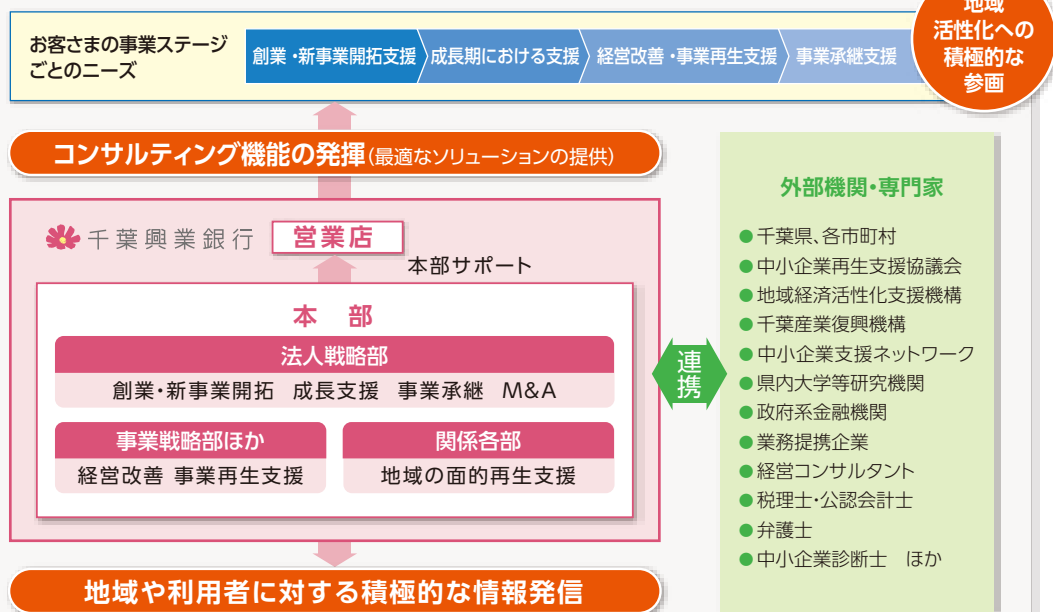 お客さまの事業ステージ
ごとのニーズ
創業・新事業開拓支援
成長期における支援
経営改善・事業再生支援
事業承継支援
地域
活性化への
積極的な
参画
コンサルティング機能の発揮(最適なソリューションの提供)
千葉興業銀行
営業店
本部サポート
本 部
法人戦略部
創業・新事業開拓 成長支援 事業承継 M&A
事業戦略部ほか
経営改善 事業再生支援
関係各部
地域の面的再生支援
連
携
外部機関・専門家
●千葉県、各市町村
●中小企業再生支援協議会
●地域経済活性化支援機構
●千葉産業復興機構
●中小企業支援ネットワーク
●県内大学等研究機関
●政府系金融機関
●業務提携企業
●経営コンサルタント
●税理士・公認会計士
●弁護士
●中小企業診断士 ほか
地域や利用者に対する積極的な情報発信